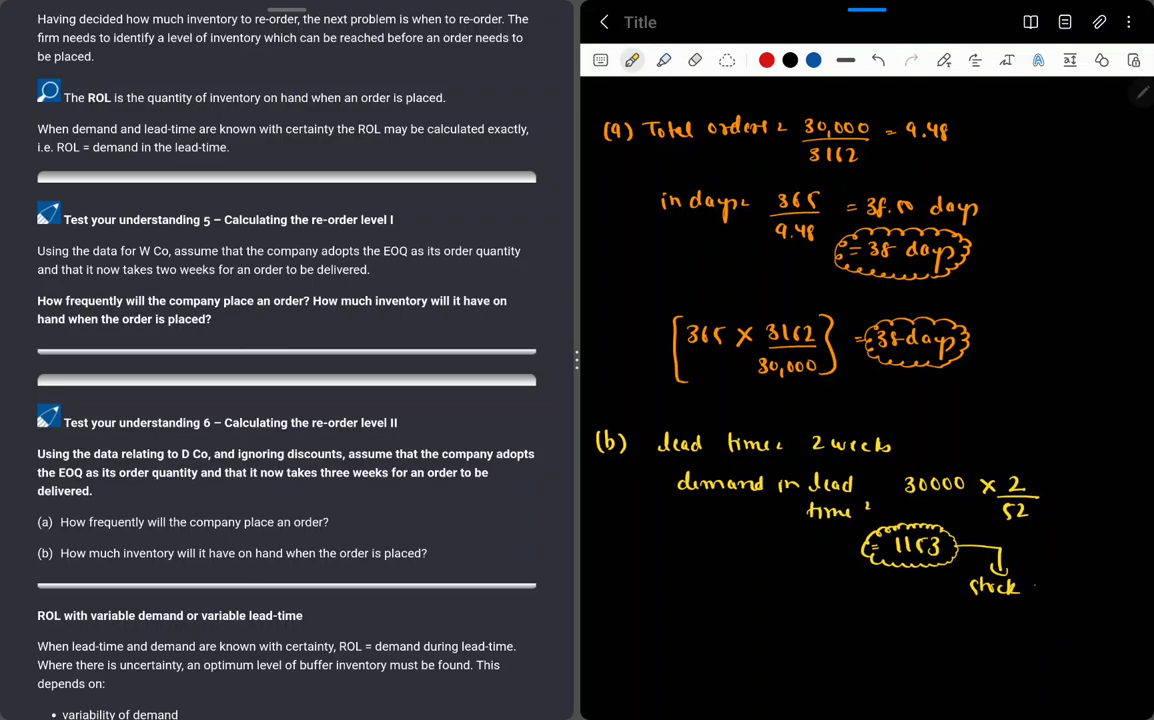 Having decided how much inventory to re-order, the next problem is when to re-order. The
firm needs to identify a level of inventory which can be reached before an order needs to
be placed.
The ROL is the quantity of inventory on hand when an order is placed.
When demand and lead-time are known with certainty the ROL may be calculated exactly,
i.e. ROL = demand in the lead-time.
Test your understanding 5 – Calculating the re-order level I
Using the data for W Co, assume that the company adopts the EOQ as its order quantity
and that it now takes two weeks for an order to be delivered.
How frequently will the company place an order? How much inventory will it have on
hand when the order is placed?
Test your understanding 6 – Calculating the re-order level II
Using the data relating to D Co, and ignoring discounts, assume that the company adopts
the EOQ as its order quantity and that it now takes three weeks for an order to be
delivered.
(a) How frequently will the company place an order?
(b) How much inventory will it have on hand when the order is placed?
ROL with variable demand or variable lead-time
When lead-time and demand are known with certainty, ROL = demand during lead-time.
Where there is uncertainty, an optimum level of buffer inventory must be found. This
depends on:
• variability of demand
Title
(a) Total orders = 30,000 = 9.48
3162
in days = 365 = 38.50 days
9.48
= 38 days
[365 × 3162 = 38 days
30,000]
(b) lead time = 2 weeks
demand in lead 30000 × 2
time = 52
= 1153
stock